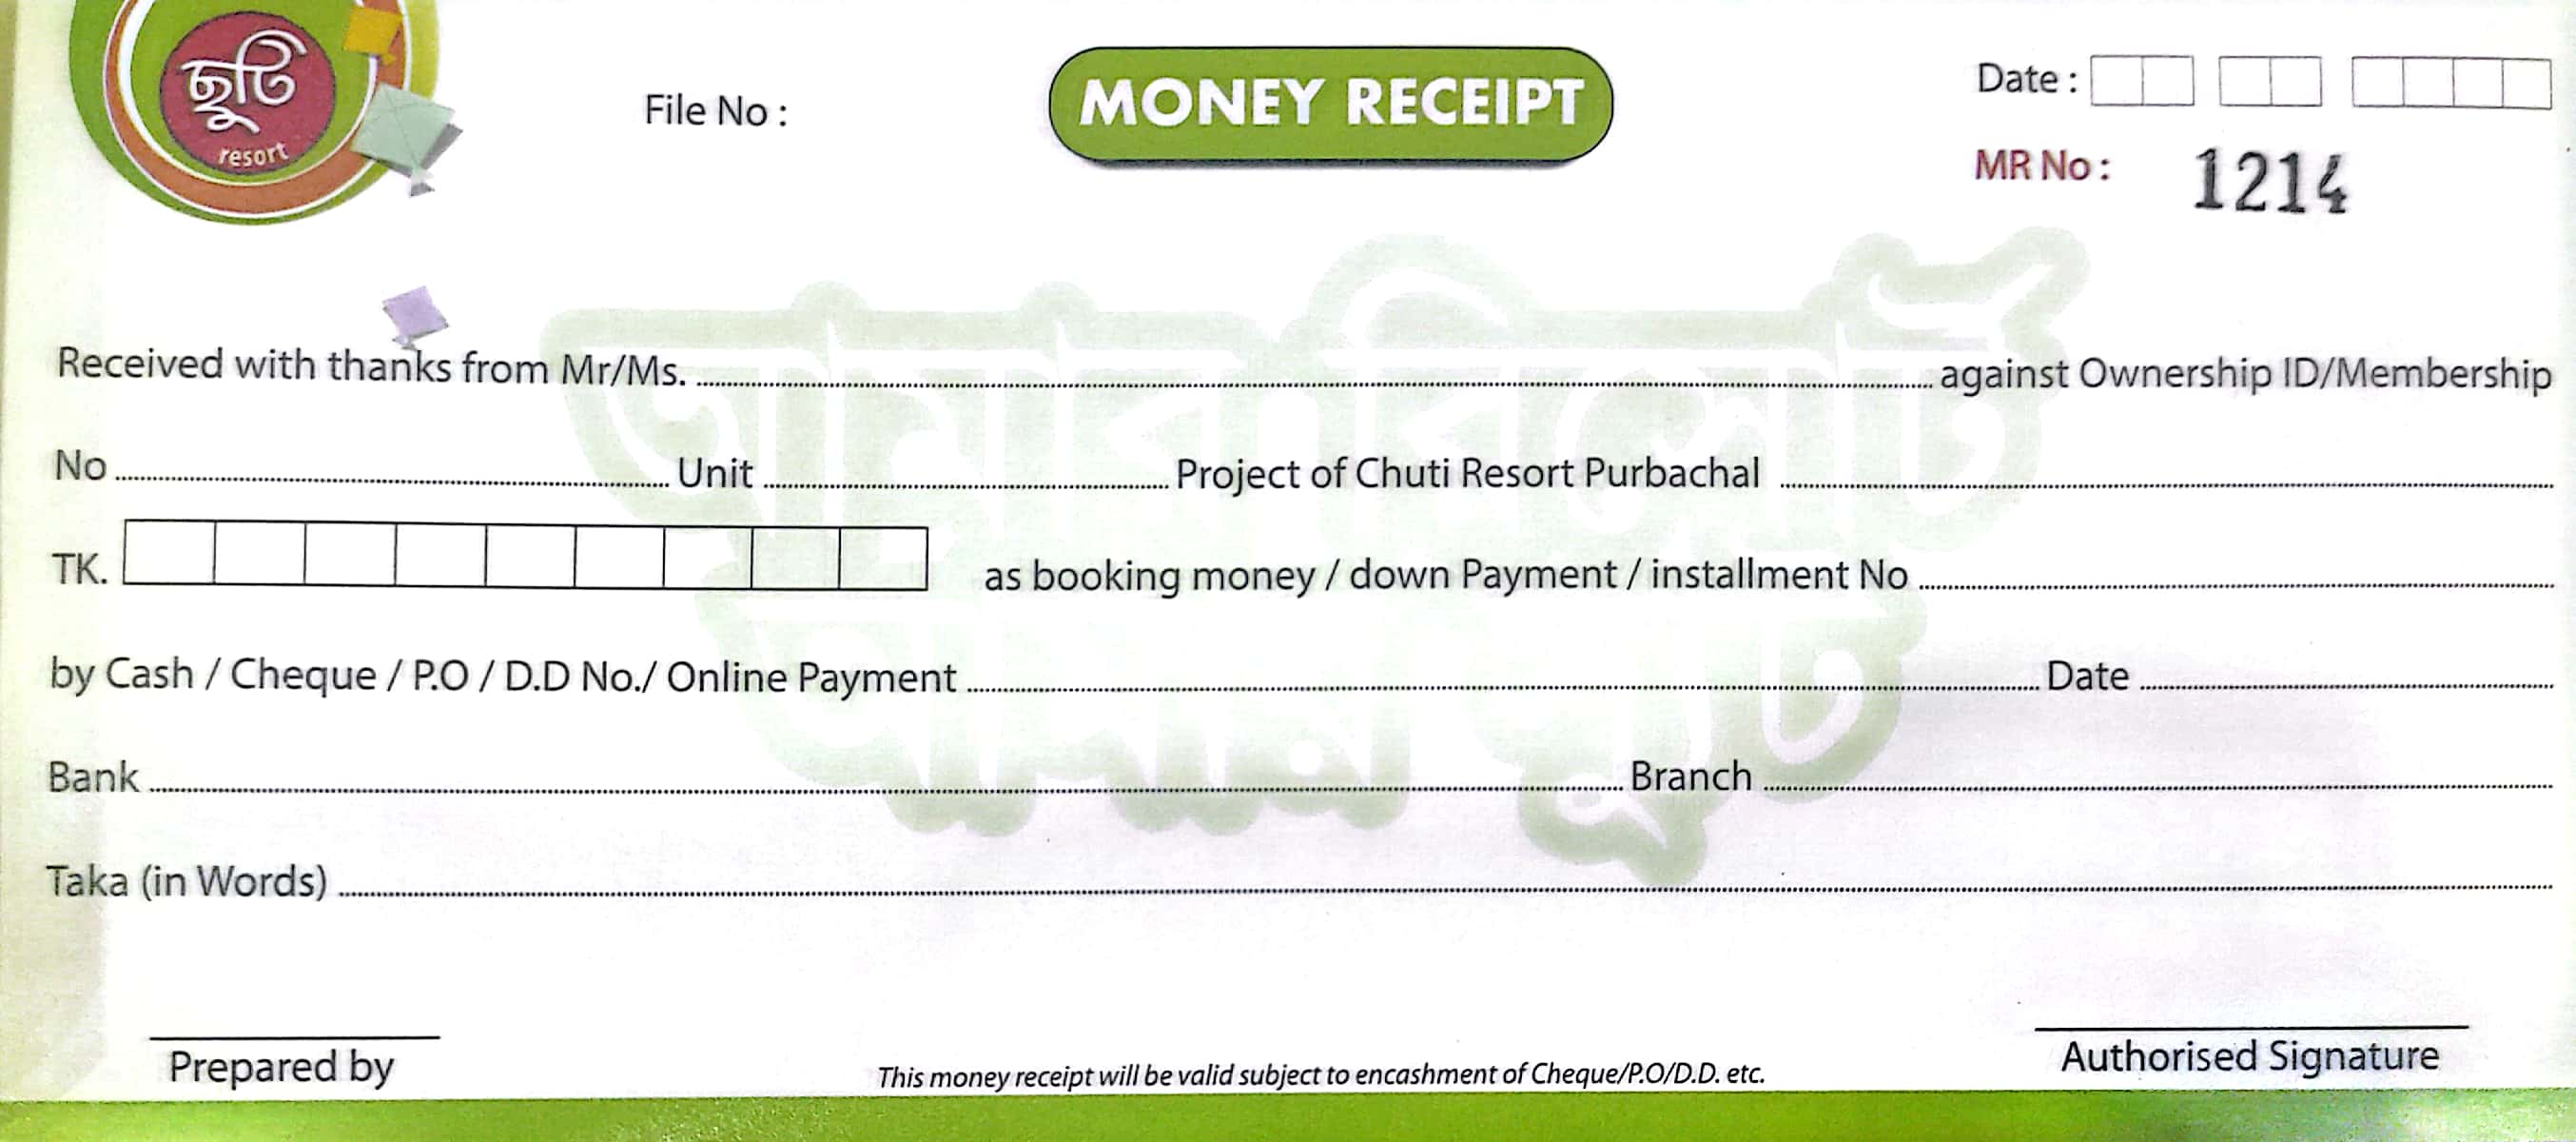 ছুটি
resort
File No :
MONEY RECEIPT
Date :
MR No : 1214
Received with thanks from Mr/Ms. against Ownership ID/Membership
No Unit Project of Chuti Resort Purbachal
TK. as booking money / down Payment / installment No
by Cash / Cheque / P.O / D.D No./ Online Payment Date
Bank Branch
Taka (in Words)
Prepared by
This money receipt will be valid subject to encashment of Cheque/P.O/D.D. etc.
Authorised Signature